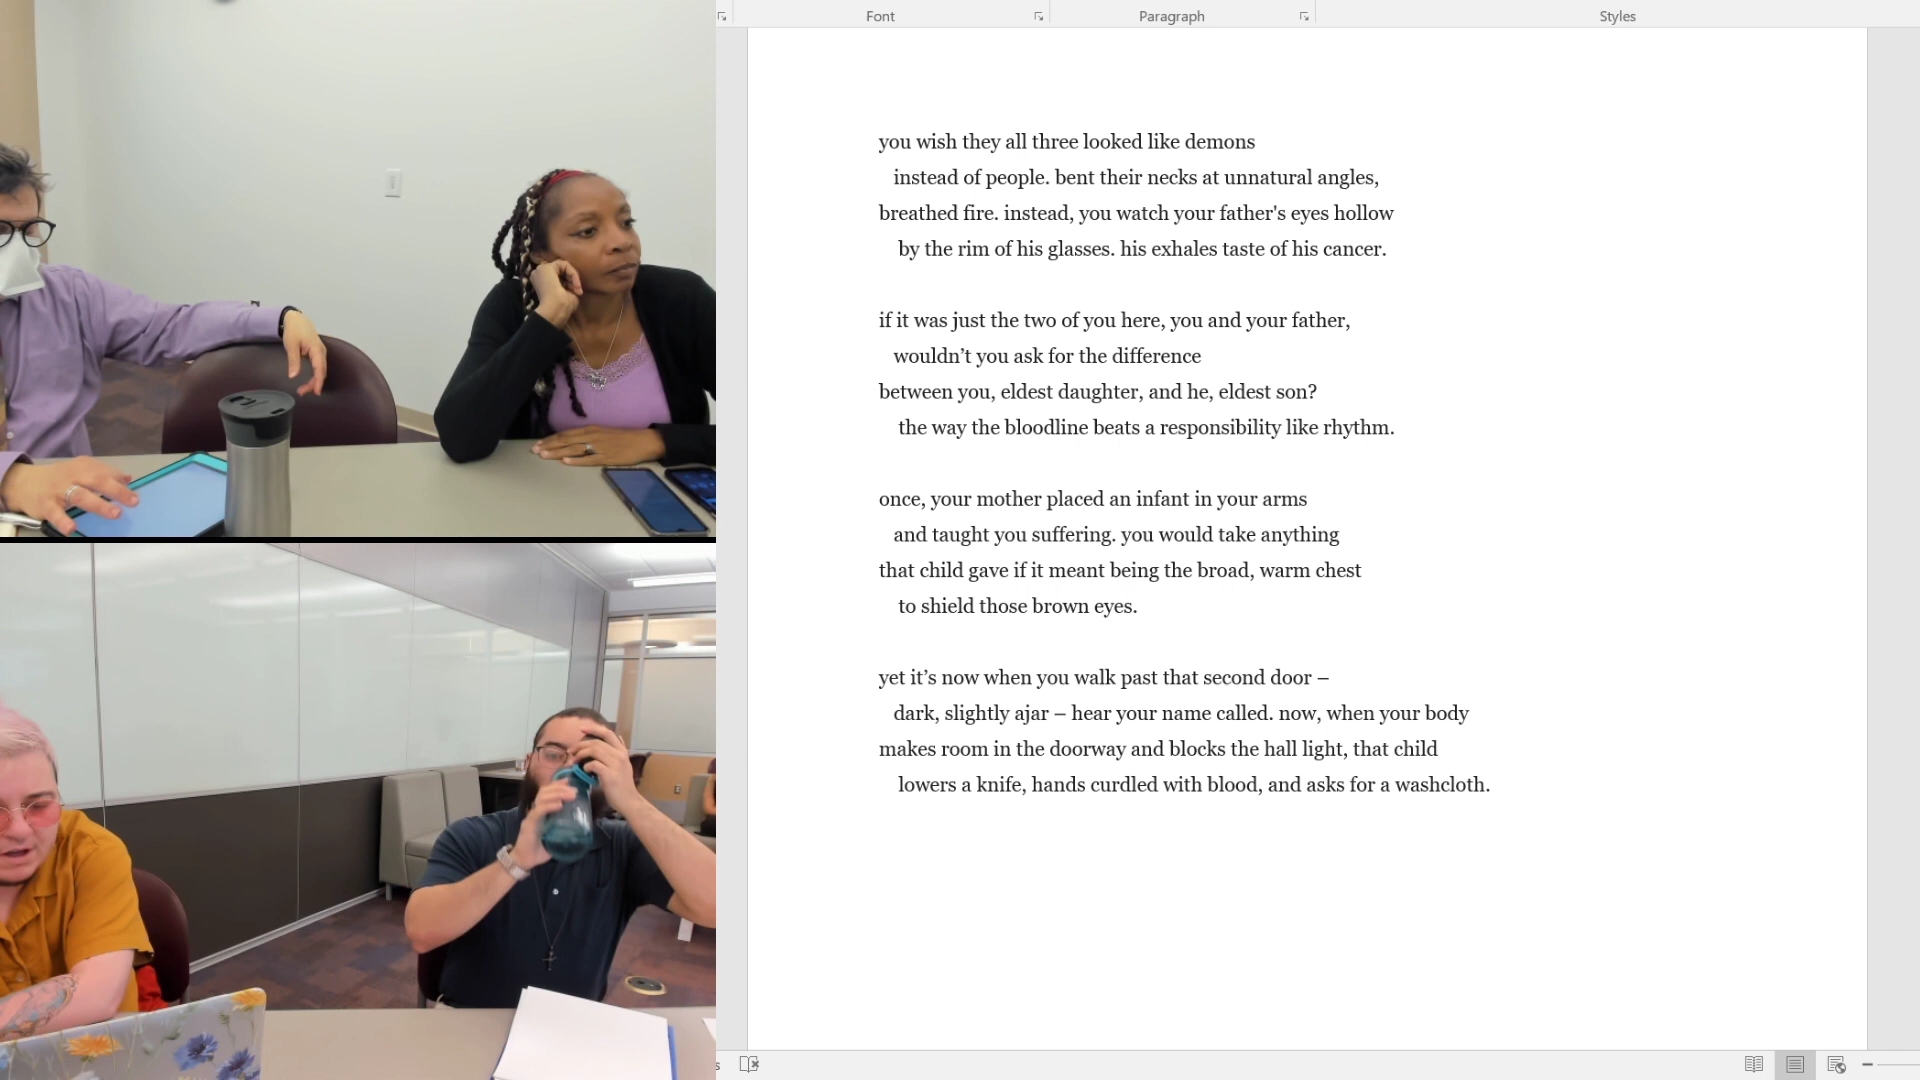 Font
Paragraph
Styles
you wish they all three looked like demons
instead of people. bent their necks at unnatural angles,
breathed fire. instead, you watch your father's eyes hollow
by the rim of his glasses. his exhales taste of his cancer.
if it was just the two of you here, you and your father,
wouldn’t you ask for the difference
between you, eldest daughter, and he, eldest son?
the way the bloodline beats a responsibility like rhythm.
once, your mother placed an infant in your arms
and taught you suffering. you would take anything
that child gave if it meant being the broad, warm chest
to shield those brown eyes.
yet it’s now when you walk past that second door –
dark, slightly ajar – hear your name called. now, when your body
makes room in the doorway and blocks the hall light, that child
lowers a knife, hands curdled with blood, and asks for a washcloth.